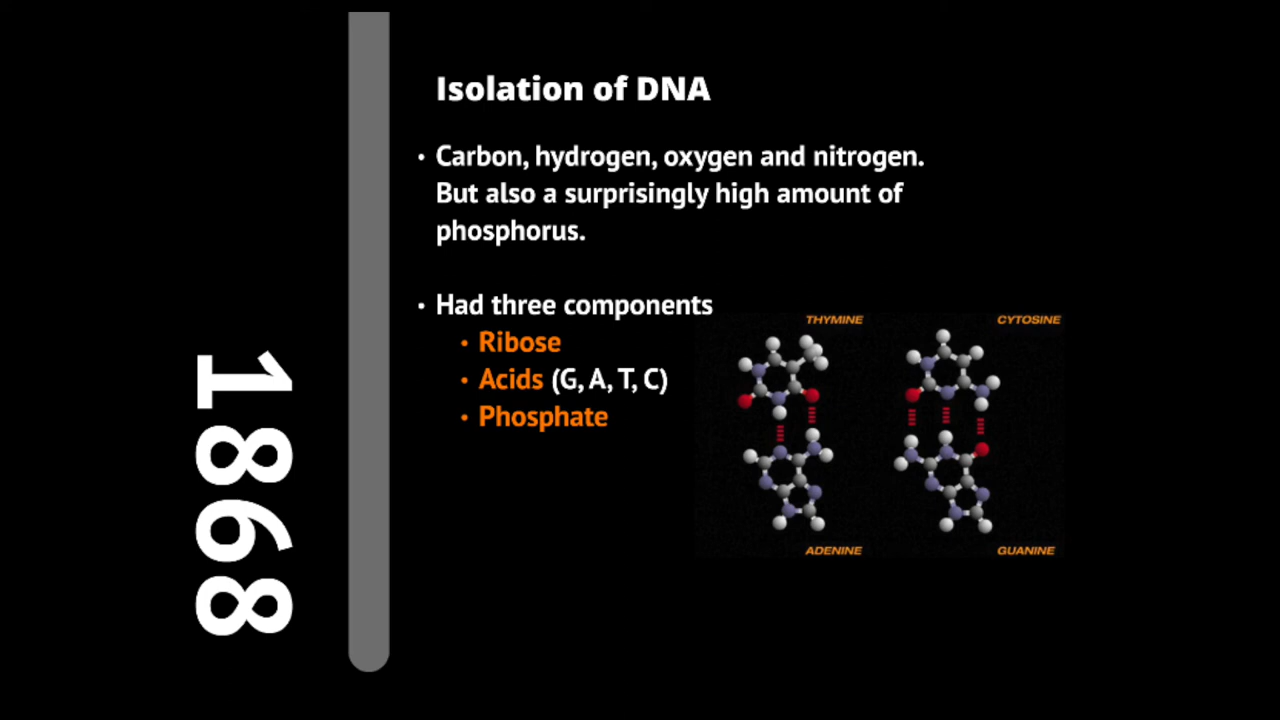 1868
Isolation of DNA
• Carbon, hydrogen, oxygen and nitrogen.
But also a surprisingly high amount of
phosphorus.
• Had three components
• Ribose
• Acids (G, A, T, C)
• Phosphate
THYMINE
CYTOSINE
ADENINE
GUANINE